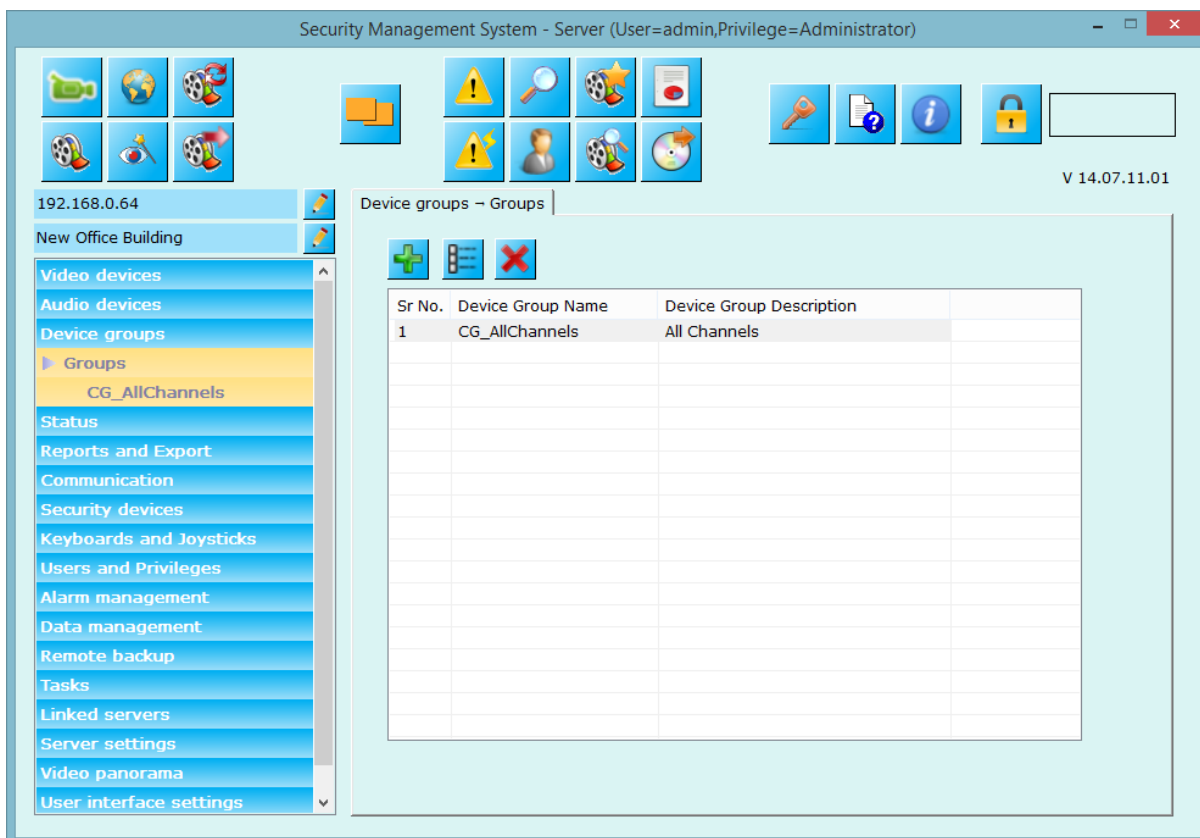 Security Management System - Server (User=admin,Privilege=Administrator)
V 14.07.11.01
192.168.0.64
New Office Building
Video devices
Audio devices
Device groups
Groups
CG_AllChannels
Status
Reports and Export
Communication
Security devices
Keyboards and Joysticks
Users and Privileges
Alarm management
Data management
Remote backup
Tasks
Linked servers
Server settings
Video panorama
User interface settings
Device groups → Groups
Sr No. Device Group Name Device Group Description
1 CG_AllChannels All Channels